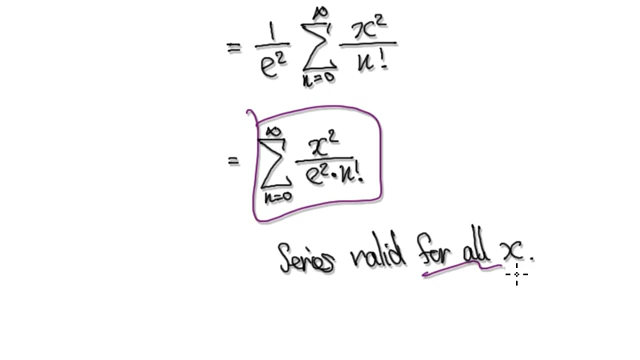 = 1/e² ∑_{n=0}^{∞} x²/n!
= ∑_{n=0}^{∞} x²/e²·n!
Series valid for all x.